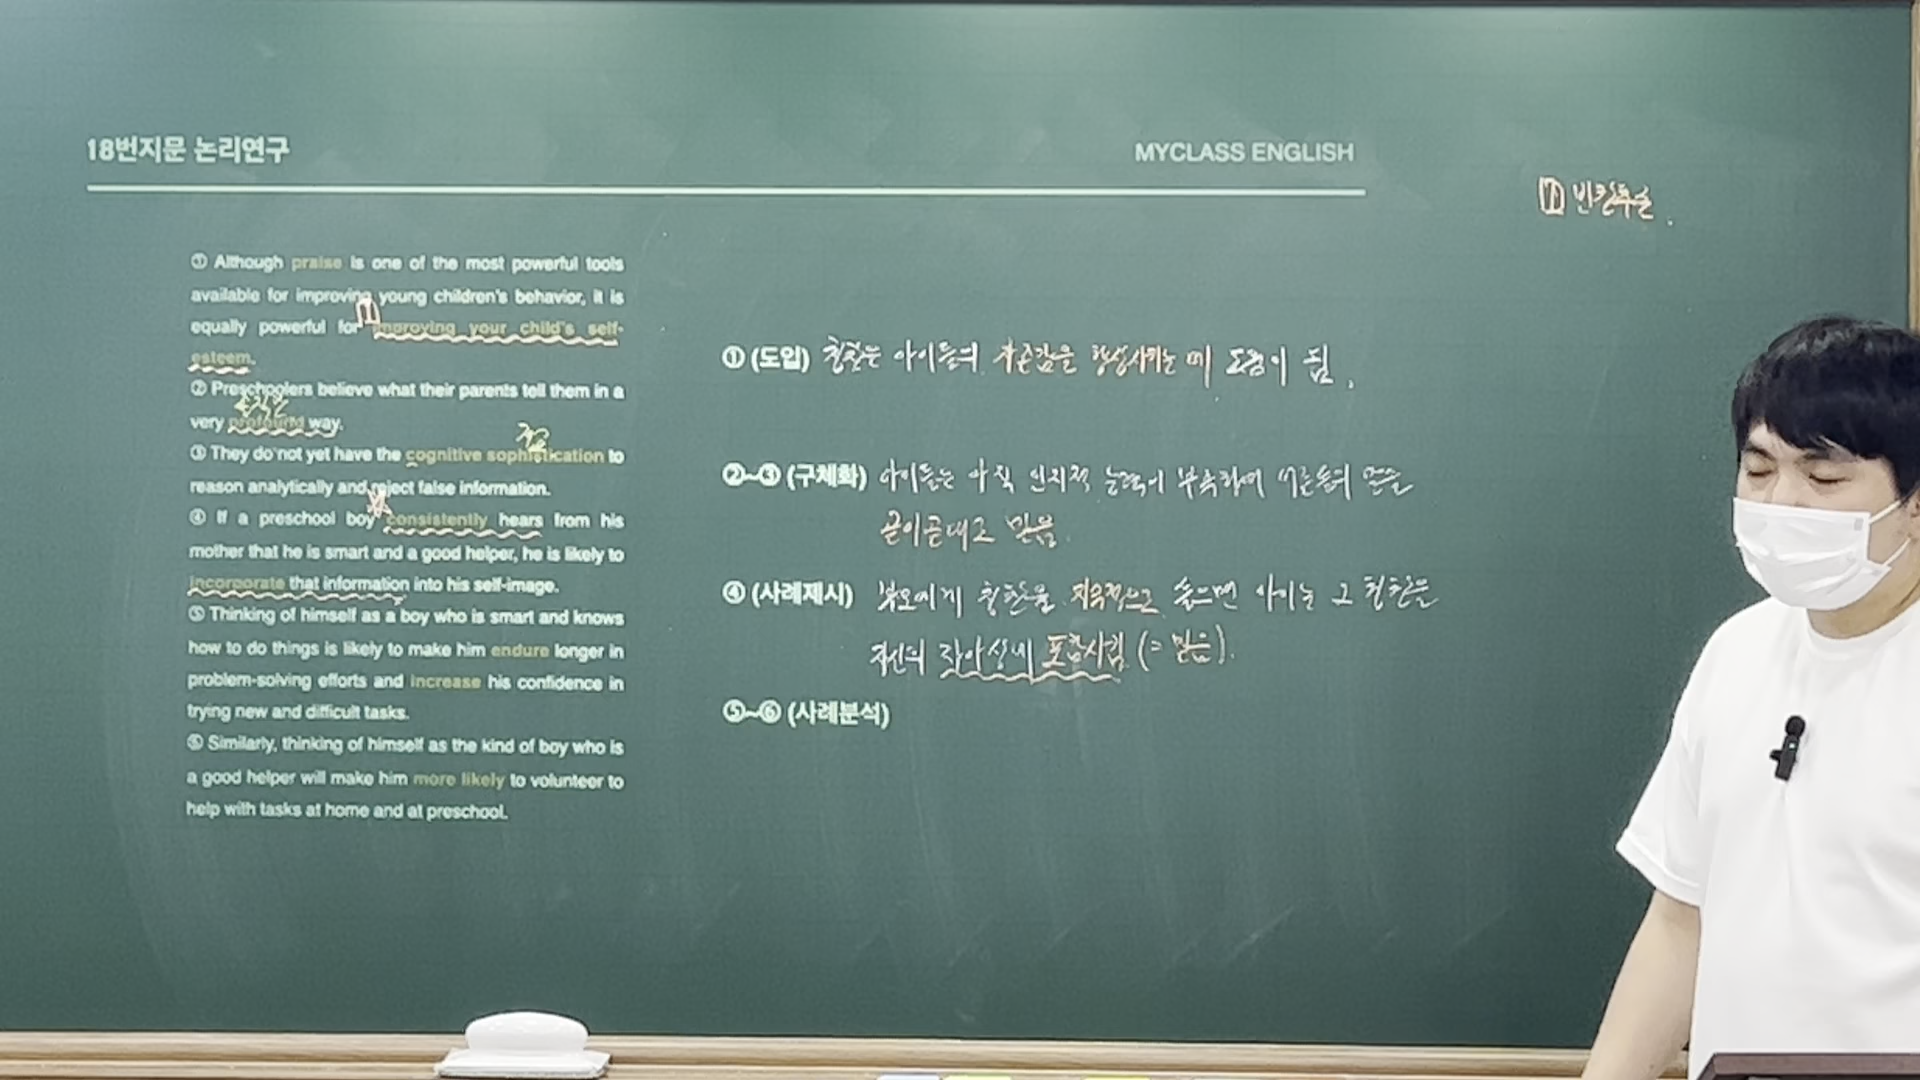 18번지문 논리연구
MYCLASS ENGLISH
① Although praise is one of the most powerful tools
available for improving young children's behavior, it is
equally powerful for improving your child's self-
esteem.
② Preschoolers believe what their parents tell them in a
very profound way.
③ They do not yet have the cognitive sophistication to
reason analytically and reject false information.
④ If a preschool boy consistently hears from his
mother that he is smart and a good helper, he is likely to
incorporate that information into his self-image.
⑤ Thinking of himself as a boy who is smart and knows
how to do things is likely to make him endure longer in
problem-solving efforts and increase his confidence in
trying new and difficult tasks.
⑥ Similarly, thinking of himself as the kind of boy who is
a good helper will make him more likely to volunteer to
help with tasks at home and at preschool.
① (도입) 칭찬은 아이들의 자존감을 향상시키는 데 도움이 됨.
②~③ (구체화) 아이들은 아직 인지적 능력이 부족하여 부모의 말을
곧이곧대로 믿음.
④ (사례제시) 부모에게 칭찬을 지속적으로 들으면 아이는 그 칭찬을
자신의 자아상에 포함시킴 (= 믿음).
⑤~⑥ (사례분석)
1 빈칸추론.